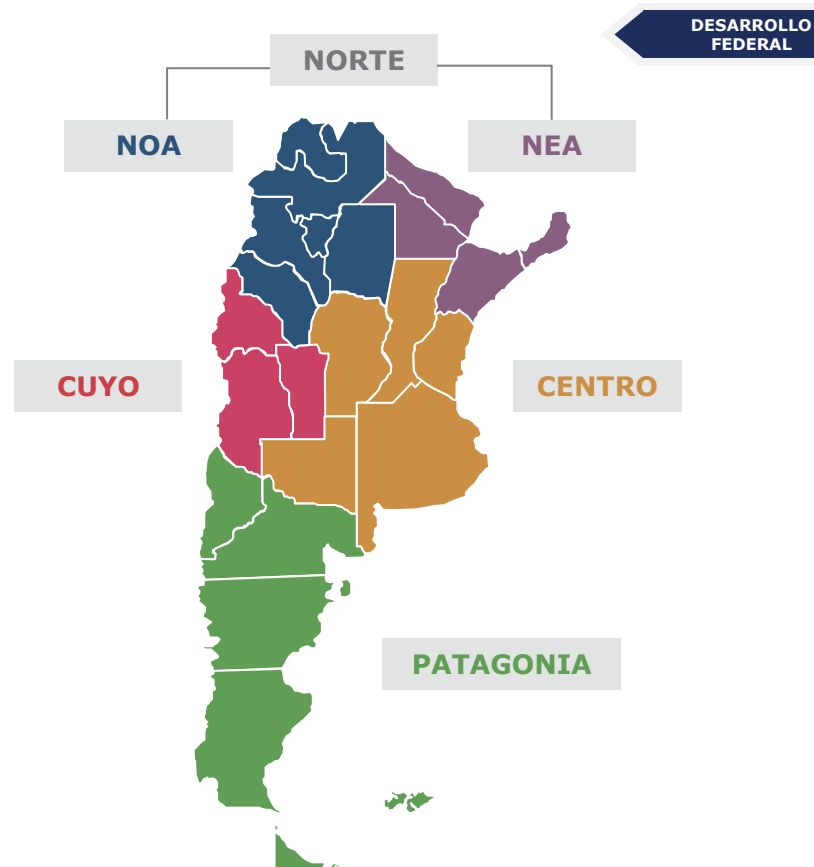 DESARROLLO
FEDERAL
NORTE
NOA
NEA
CUYO
CENTRO
PATAGONIA